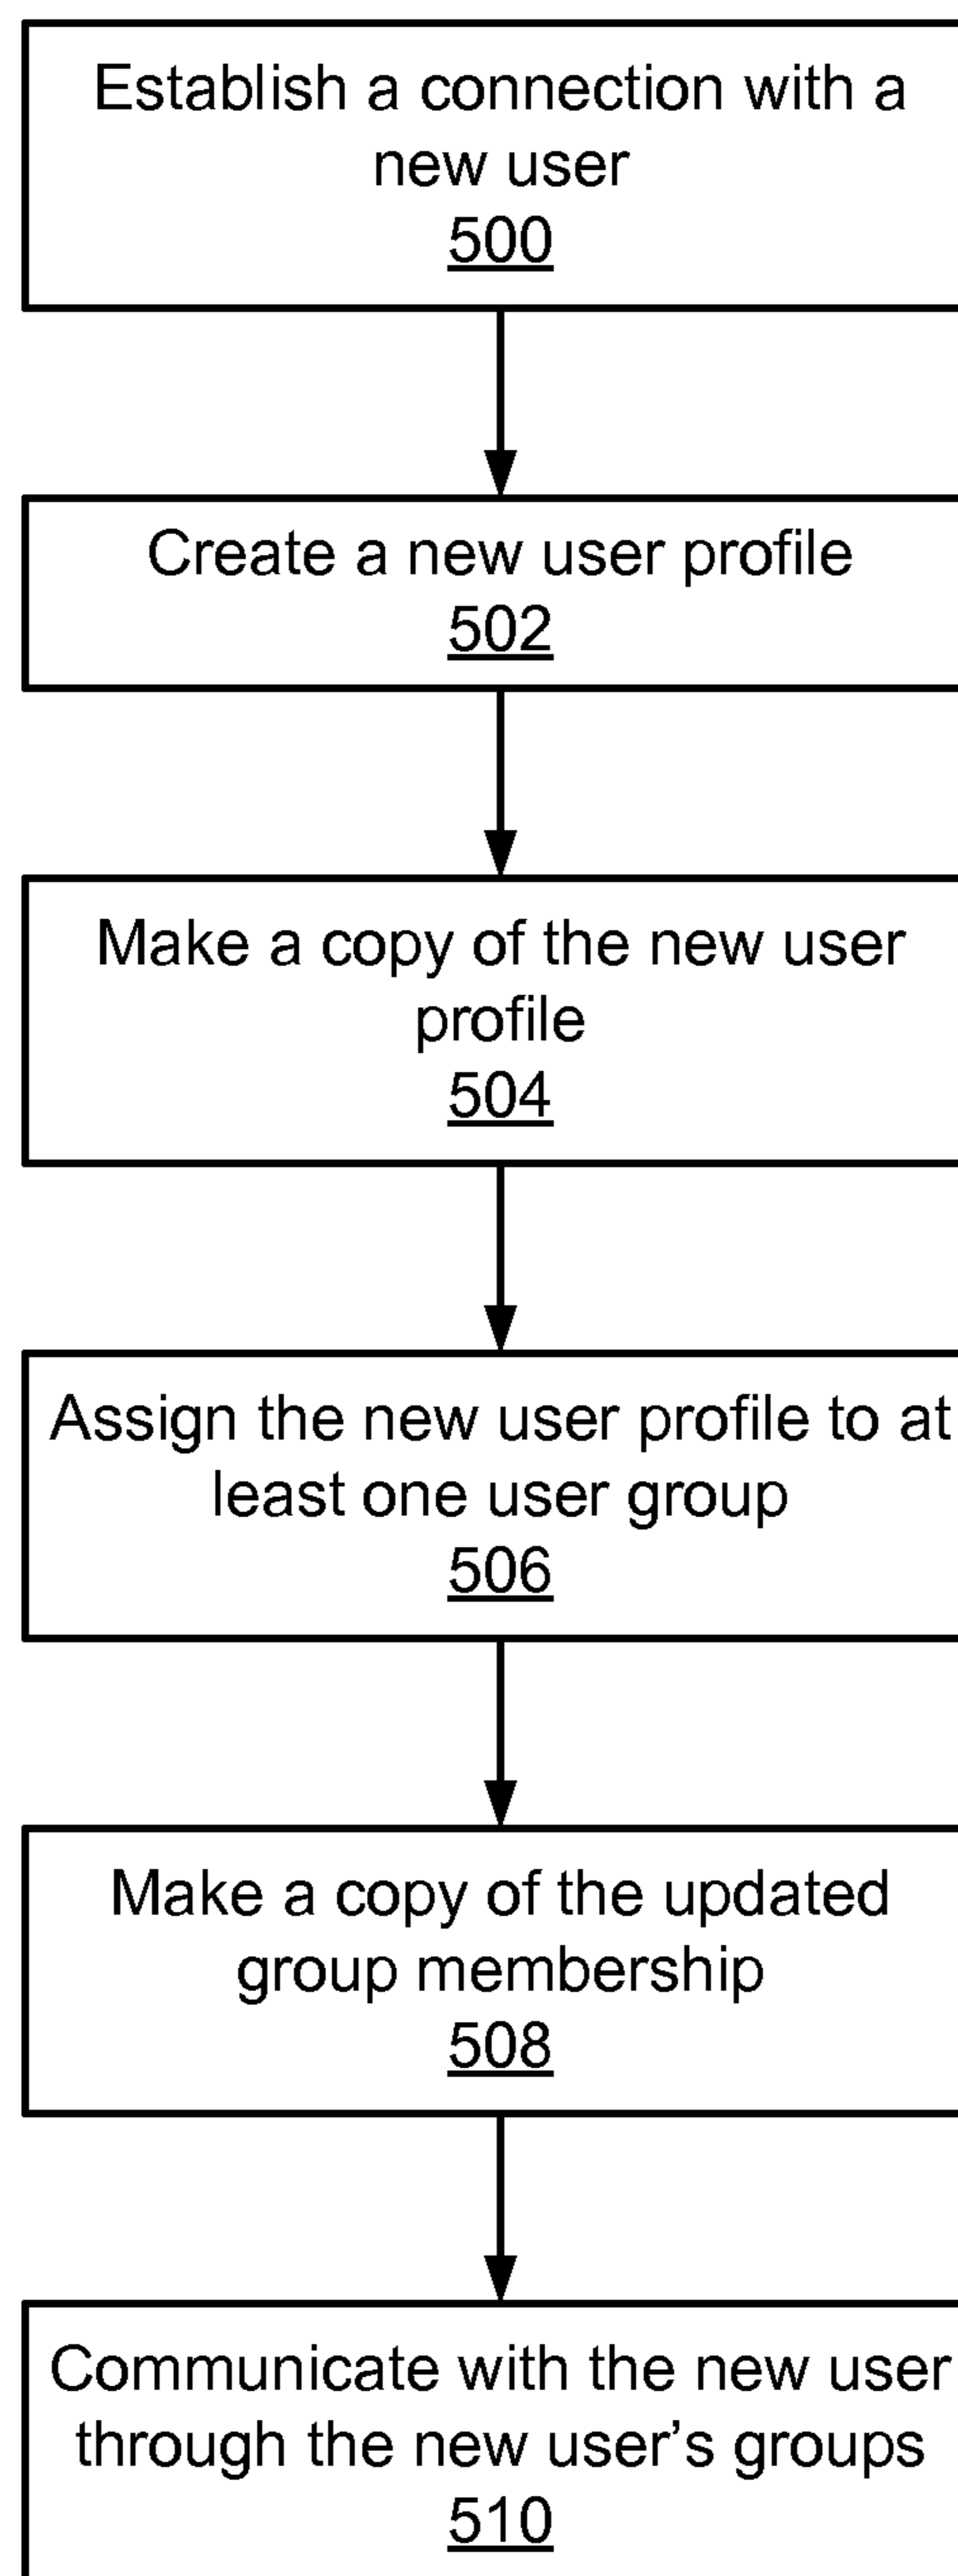 Establish a connection with a
new user
500
Create a new user profile
502
Make a copy of the new user
profile
504
Assign the new user profile to at
least one user group
506
Make a copy of the updated
group membership
508
Communicate with the new user
through the new user’s groups
510